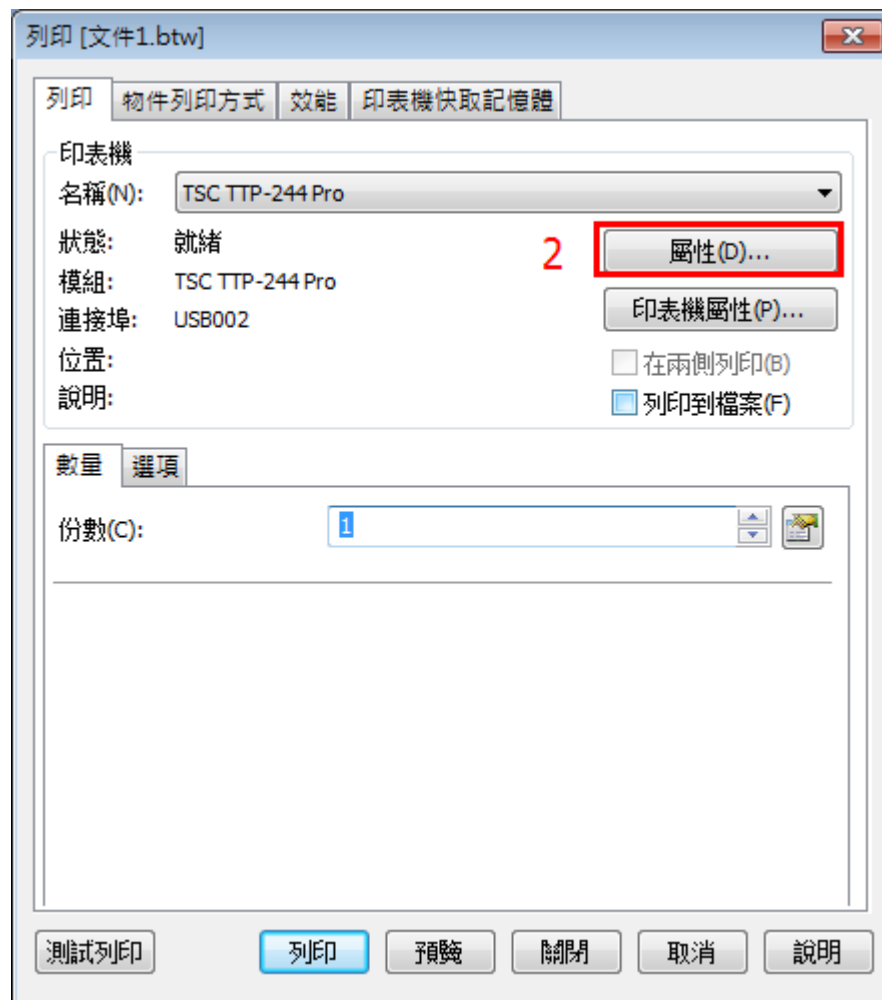 列印 [文件1.btw]
列印 物件列印方式 效能 印表機快取記憶體
印表機
名稱(N): TSC TTP-244 Pro
狀態: 就緒 2 屬性(D)...
模組: TSC TTP-244 Pro
連接埠: USB002 印表機屬性(P)...
位置: 在兩側列印(B)
說明: 列印到檔案(F)
數量 選項
份數(C): 1
測試列印 列印 預覽 關閉 取消 說明